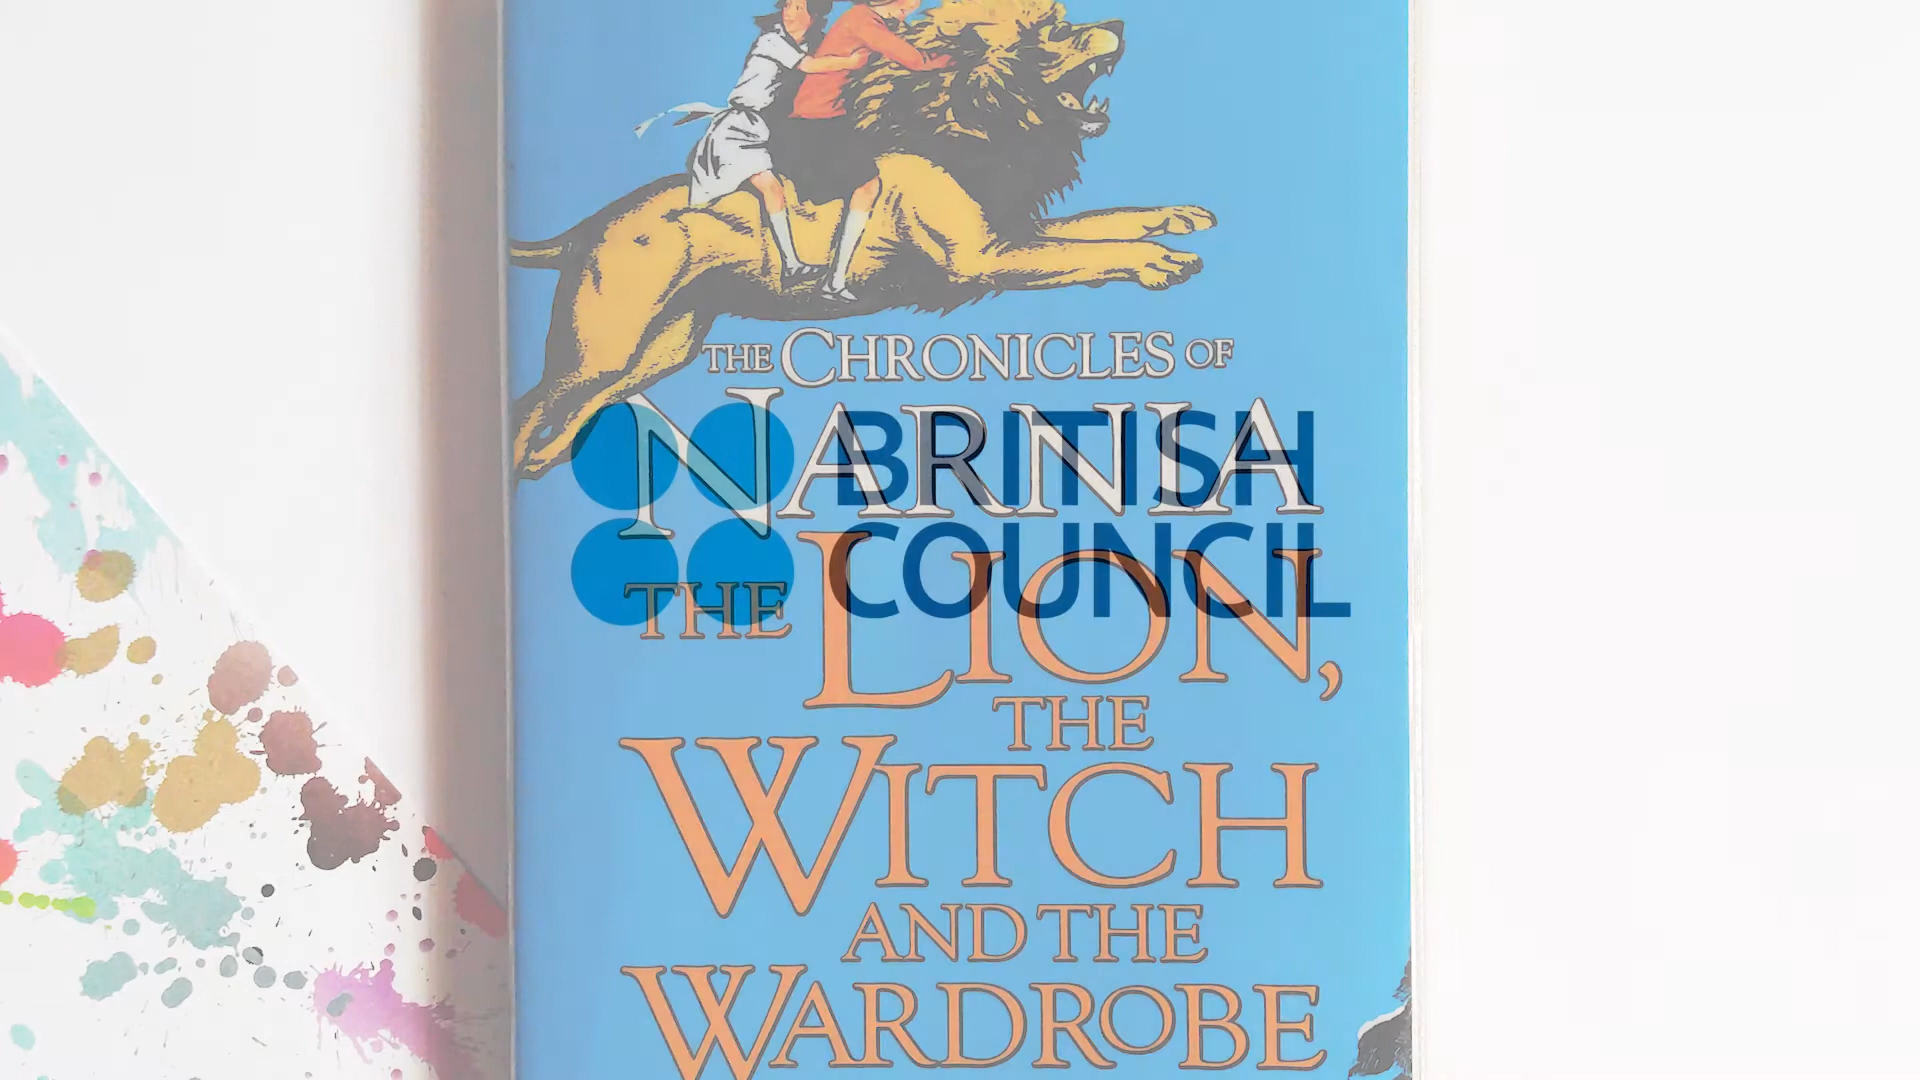 THE CHRONICLES OF
NARNIA
BRITISH
COUNCIL
THE LION,
THE
WITCH
AND THE
WARDROBE